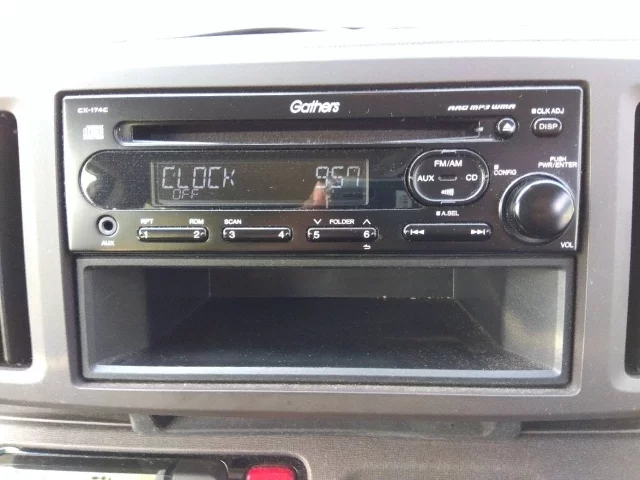 CX-174C
Gathers
AAC MP3 WMA
CLK ADJ
DISP
FM/AM
AUX
CD
CONFIG
PUSH
PWR/ENTER
CLOCK 957
OFF
A.SEL
VOL
AUX
RPT RDM SCAN FOLDER
1 2 3 4 5 6